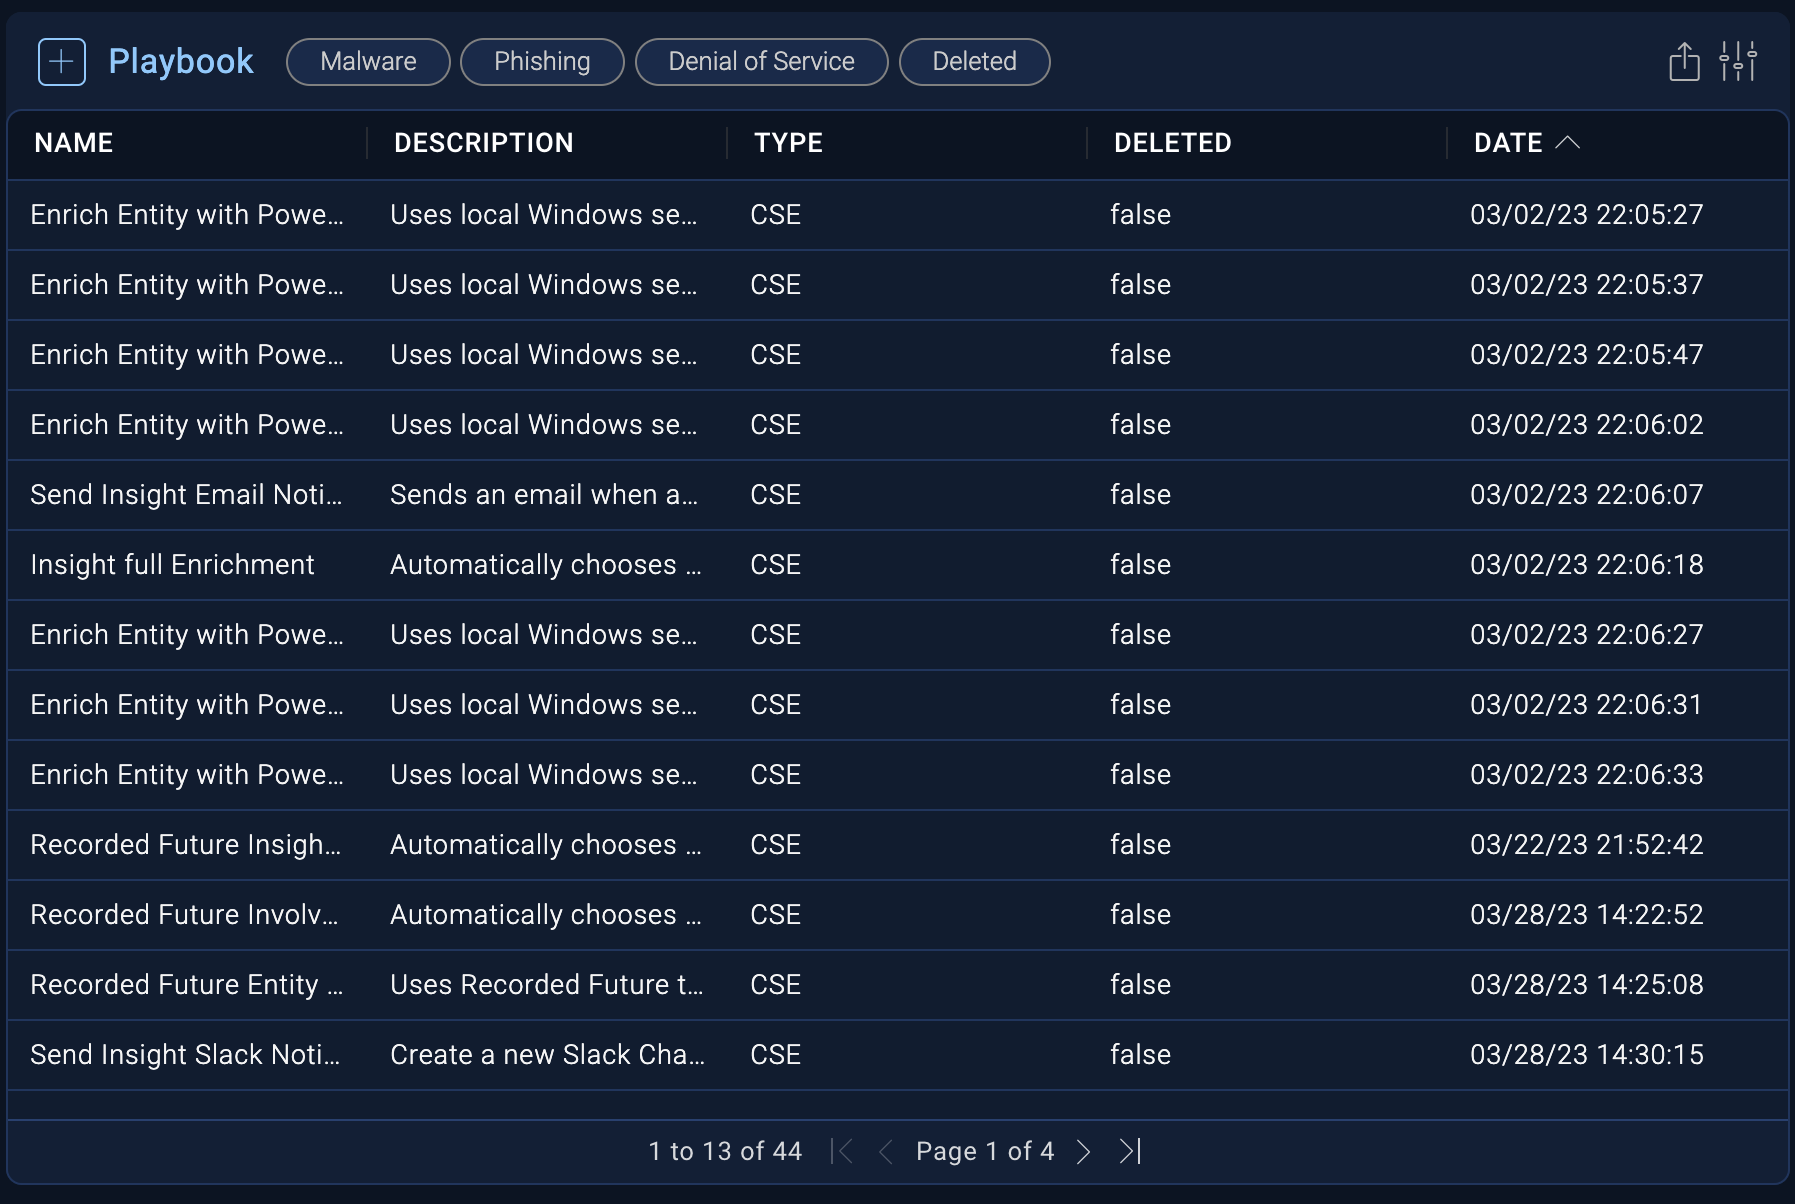 Playbook Malware Phishing Denial of Service Deleted
NAME DESCRIPTION TYPE DELETED DATE
Enrich Entity with Powe... Uses local Windows se... CSE false 03/02/23 22:05:27
Enrich Entity with Powe... Uses local Windows se... CSE false 03/02/23 22:05:37
Enrich Entity with Powe... Uses local Windows se... CSE false 03/02/23 22:05:47
Enrich Entity with Powe... Uses local Windows se... CSE false 03/02/23 22:06:02
Send Insight Email Noti... Sends an email when a... CSE false 03/02/23 22:06:07
Insight full Enrichment Automatically chooses ... CSE false 03/02/23 22:06:18
Enrich Entity with Powe... Uses local Windows se... CSE false 03/02/23 22:06:27
Enrich Entity with Powe... Uses local Windows se... CSE false 03/02/23 22:06:31
Enrich Entity with Powe... Uses local Windows se... CSE false 03/02/23 22:06:33
Recorded Future Insigh... Automatically chooses ... CSE false 03/22/23 21:52:42
Recorded Future Involv... Automatically chooses ... CSE false 03/28/23 14:22:52
Recorded Future Entity ... Uses Recorded Future t... CSE false 03/28/23 14:25:08
Send Insight Slack Noti... Create a new Slack Cha... CSE false 03/28/23 14:30:15
1 to 13 of 44 Page 1 of 4